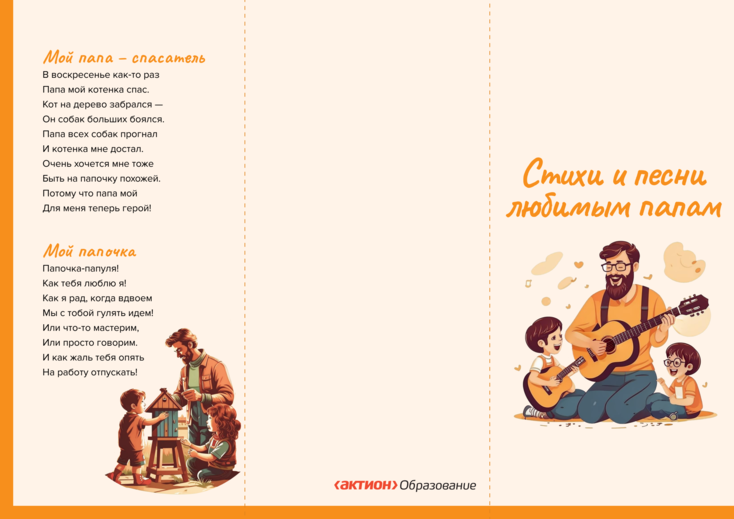 Мой папа – спасатель
В воскресенье как-то раз
Папа мой котенка спас.
Кот на дерево забрался —
Он собак больших боялся.
Папа всех собак прогнал
И котенка мне достал.
Очень хочется мне тоже
Быть на папочку похожей.
Потому что папа мой
Для меня теперь герой!
Мой папочка
Папочка-папуля!
Как тебя люблю я!
Как я рад, когда вдвоем
Мы с тобой гулять идем!
Или что-то мастерим,
Или просто говорим.
И как жаль тебя опять
На работу отпускать!
‹актион› Образование
Стихи и песни
любимым папам